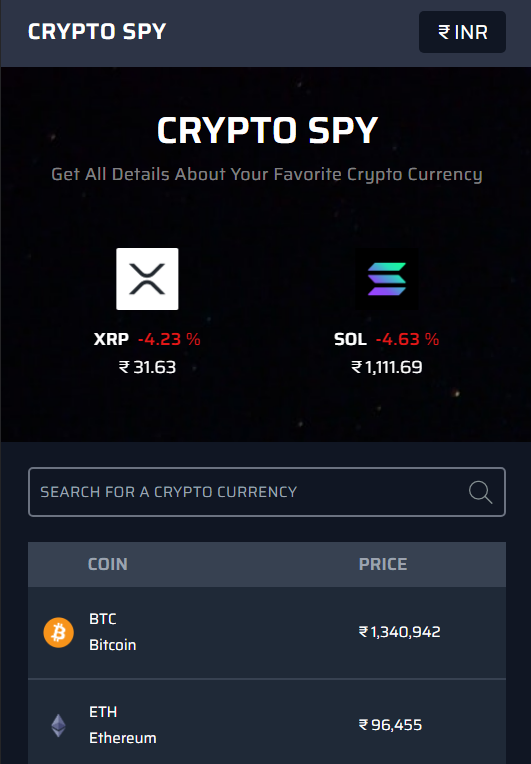 CRYPTO SPY
₹ INR
CRYPTO SPY
Get All Details About Your Favorite Crypto Currency
XRP -4.23 %
₹ 31.63
SOL -4.63 %
₹ 1,111.69
SEARCH FOR A CRYPTO CURRENCY
COIN PRICE
BTC
Bitcoin
₹ 1,340,942
ETH
Ethereum
₹ 96,455